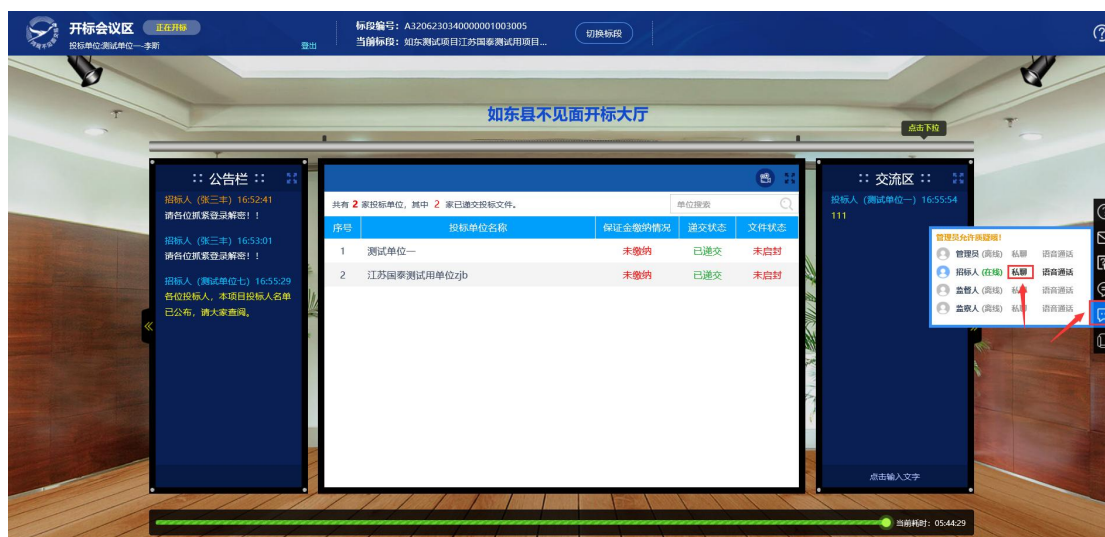 开标会议区 正在开标
投标单位:测试单位一-李斯 登出
标段编号：A3206230340000001003005
当前标段：如东测试项目江苏国泰测试用项目...
切换标段
如东县不见面开标大厅
点击下拉
:: 公告栏 ::
招标人（张三丰）16:52:41
请各位抓紧登录解密！！
招标人（张三丰）16:53:01
请各位抓紧登录解密！！
招标人（测试单位七）16:55:29
各位投标人，本项目投标人名单
已公布，请大家查阅。
共有 2 家投标单位，其中 2 家已递交投标文件。 单位搜索
序号 投标单位名称 保证金缴纳情况 递交状态 文件状态
1 测试单位一 未缴纳 已递交 未启封
2 江苏国泰测试用单位zjb 未缴纳 已递交 未启封
:: 交流区 ::
投标人（测试单位一）16:55:54
111
管理员允许质疑啦!
管理员 (离线) 私聊 语音通话
招标人 (在线) 私聊 语音通话
监督人 (离线) 私聊 语音通话
监察人 (离线) 私聊 语音通话
点击输入文字
当前耗时：05:44:29